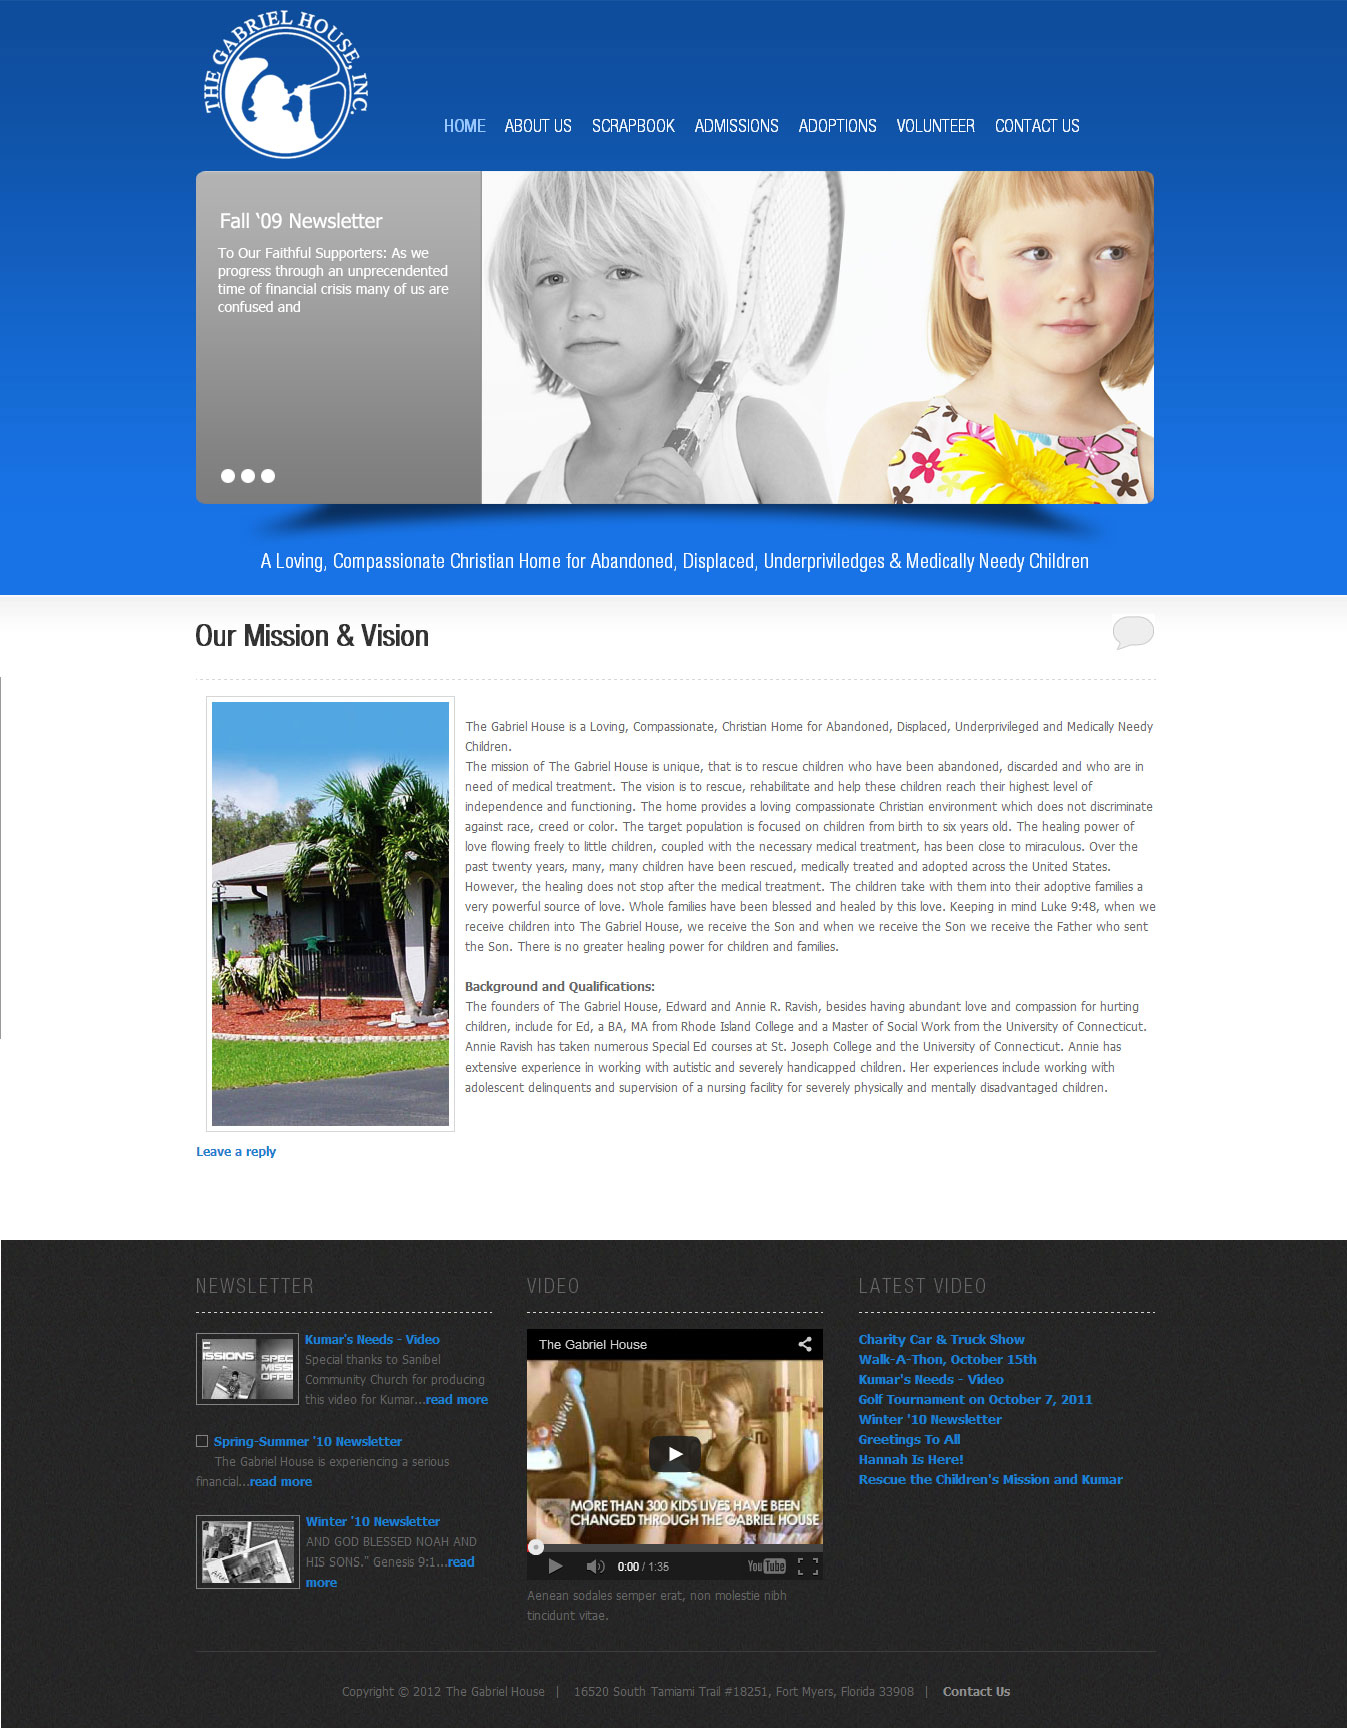 THE GABRIEL HOUSE, INC.
HOME ABOUT US SCRAPBOOK ADMISSIONS ADOPTIONS VOLUNTEER CONTACT US
Fall ‘09 Newsletter
To Our Faithful Supporters: As we
progress through an unprecendented
time of financial crisis many of us are
confused and
A Loving, Compassionate Christian Home for Abandoned, Displaced, Underpriviledges & Medically Needy Children
Our Mission & Vision
The Gabriel House is a Loving, Compassionate, Christian Home for Abandoned, Displaced, Underprivileged and Medically Needy
Children.
The mission of The Gabriel House is unique, that is to rescue children who have been abandoned, discarded and who are in
need of medical treatment. The vision is to rescue, rehabilitate and help these children reach their highest level of
independence and functioning. The home provides a loving compassionate Christian environment which does not discriminate
against race, creed or color. The target population is focused on children from birth to six years old. The healing power of
love flowing freely to little children, coupled with the necessary medical treatment, has been close to miraculous. Over the
past twenty years, many, many children have been rescued, medically treated and adopted across the United States.
However, the healing does not stop after the medical treatment. The children take with them into their adoptive families a
very powerful source of love. Whole families have been blessed and healed by this love. Keeping in mind Luke 9:48, when we
receive children into The Gabriel House, we receive the Son and when we receive the Son we receive the Father who sent
the Son. There is no greater healing power for children and families.
Background and Qualifications:
The founders of The Gabriel House, Edward and Annie R. Ravish, besides having abundant love and compassion for hurting
children, include for Ed, a BA, MA from Rhode Island College and a Master of Social Work from the University of Connecticut.
Annie Ravish has taken numerous Special Ed courses at St. Joseph College and the University of Connecticut. Annie has
extensive experience in working with autistic and severely handicapped children. Her experiences include working with
adolescent delinquents and supervision of a nursing facility for severely physically and mentally disadvantaged children.
Leave a reply
NEWSLETTER
Kumar's Needs - Video
Special thanks to Sanibel
Community Church for producing
this video for Kumar...read more
Spring-Summer '10 Newsletter
The Gabriel House is experiencing a serious
financial...read more
Winter '10 Newsletter
AND GOD BLESSED NOAH AND
HIS SONS." Genesis 9:1...read
more
VIDEO
The Gabriel House
MORE THAN 300 KIDS LIVES HAVE BEEN
CHANGED THROUGH THE GABRIEL HOUSE
0:00 / 1:35 YouTube
Aenean sodales semper erat, non molestie nibh
tincidunt vitae.
LATEST VIDEO
Charity Car & Truck Show
Walk-A-Thon, October 15th
Kumar's Needs - Video
Golf Tournament on October 7, 2011
Winter '10 Newsletter
Greetings To All
Hannah Is Here!
Rescue the Children's Mission and Kumar
Copyright © 2012 The Gabriel House | 16520 South Tamiami Trail #18251, Fort Myers, Florida 33908 | Contact Us